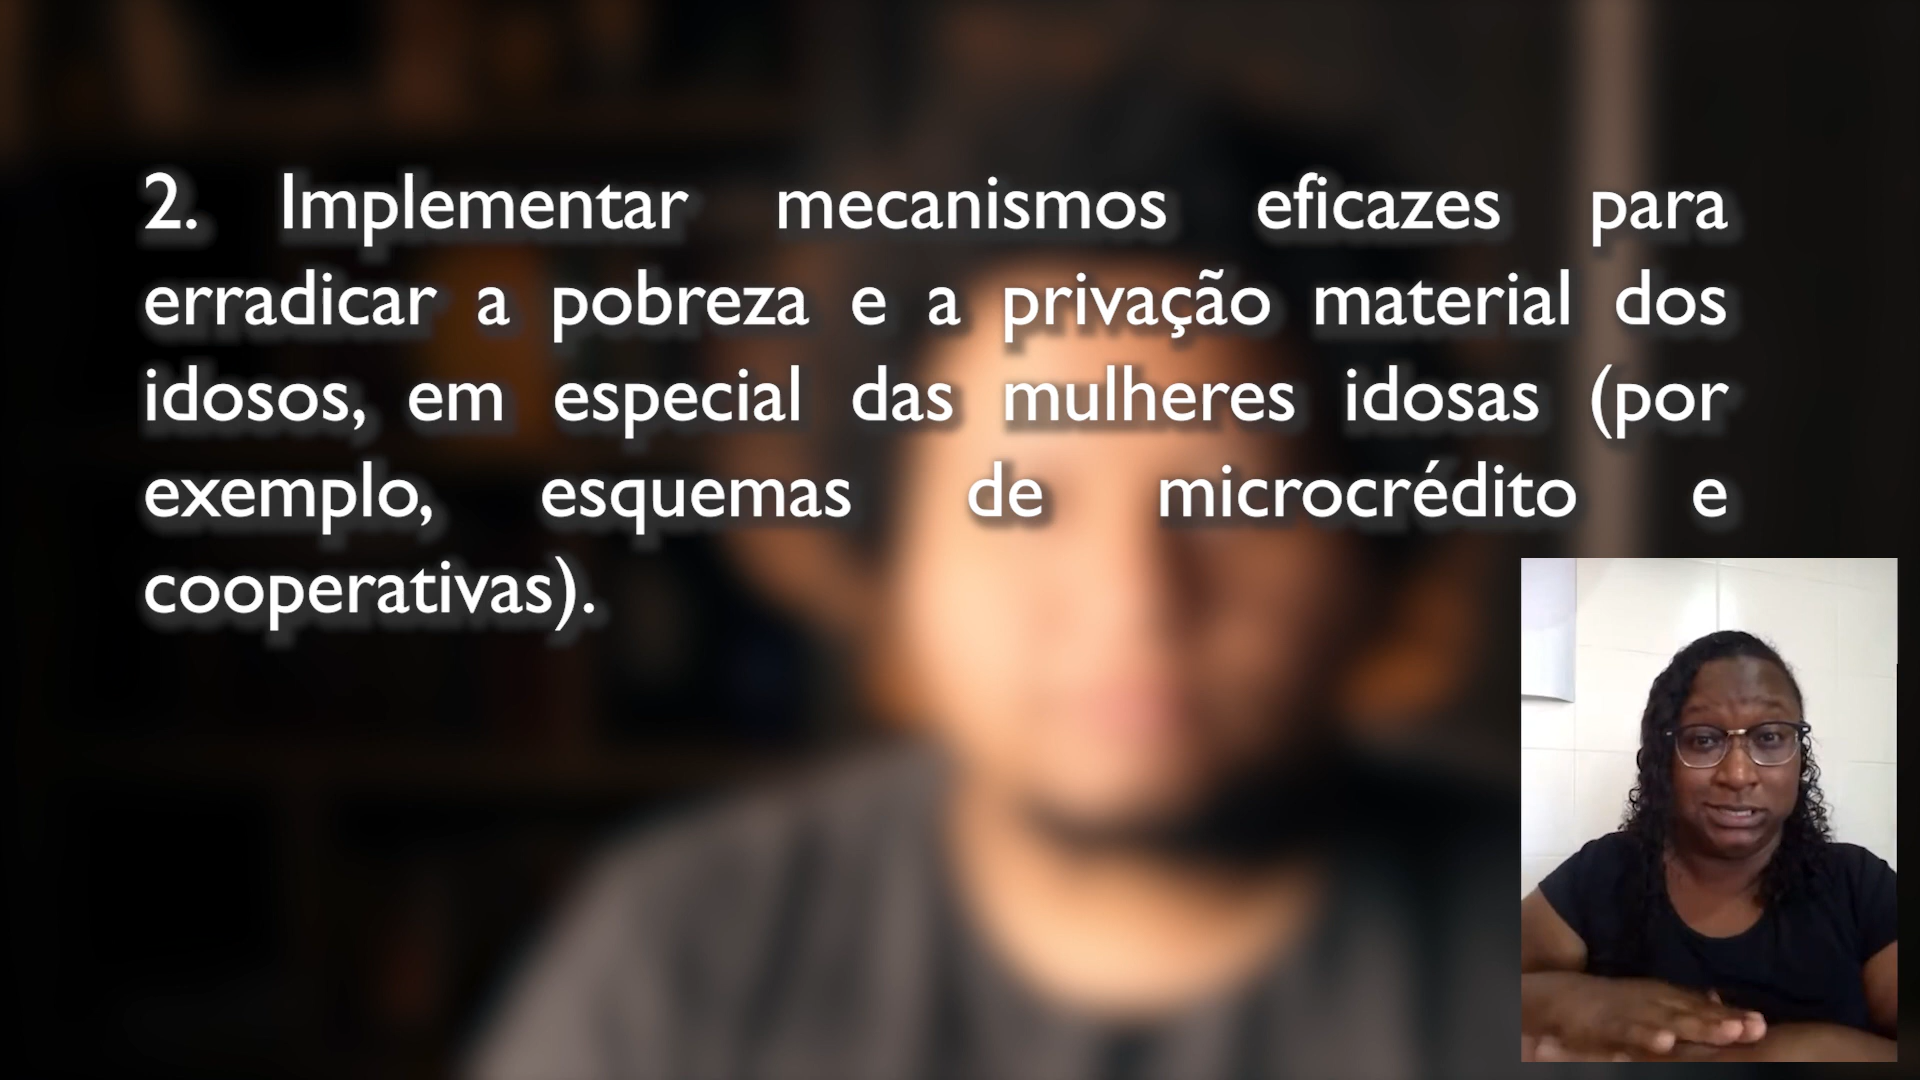 2. Implementar mecanismos eficazes para
erradicar a pobreza e a privação material dos
idosos, em especial das mulheres idosas (por
exemplo, esquemas de microcrédito e
cooperativas).